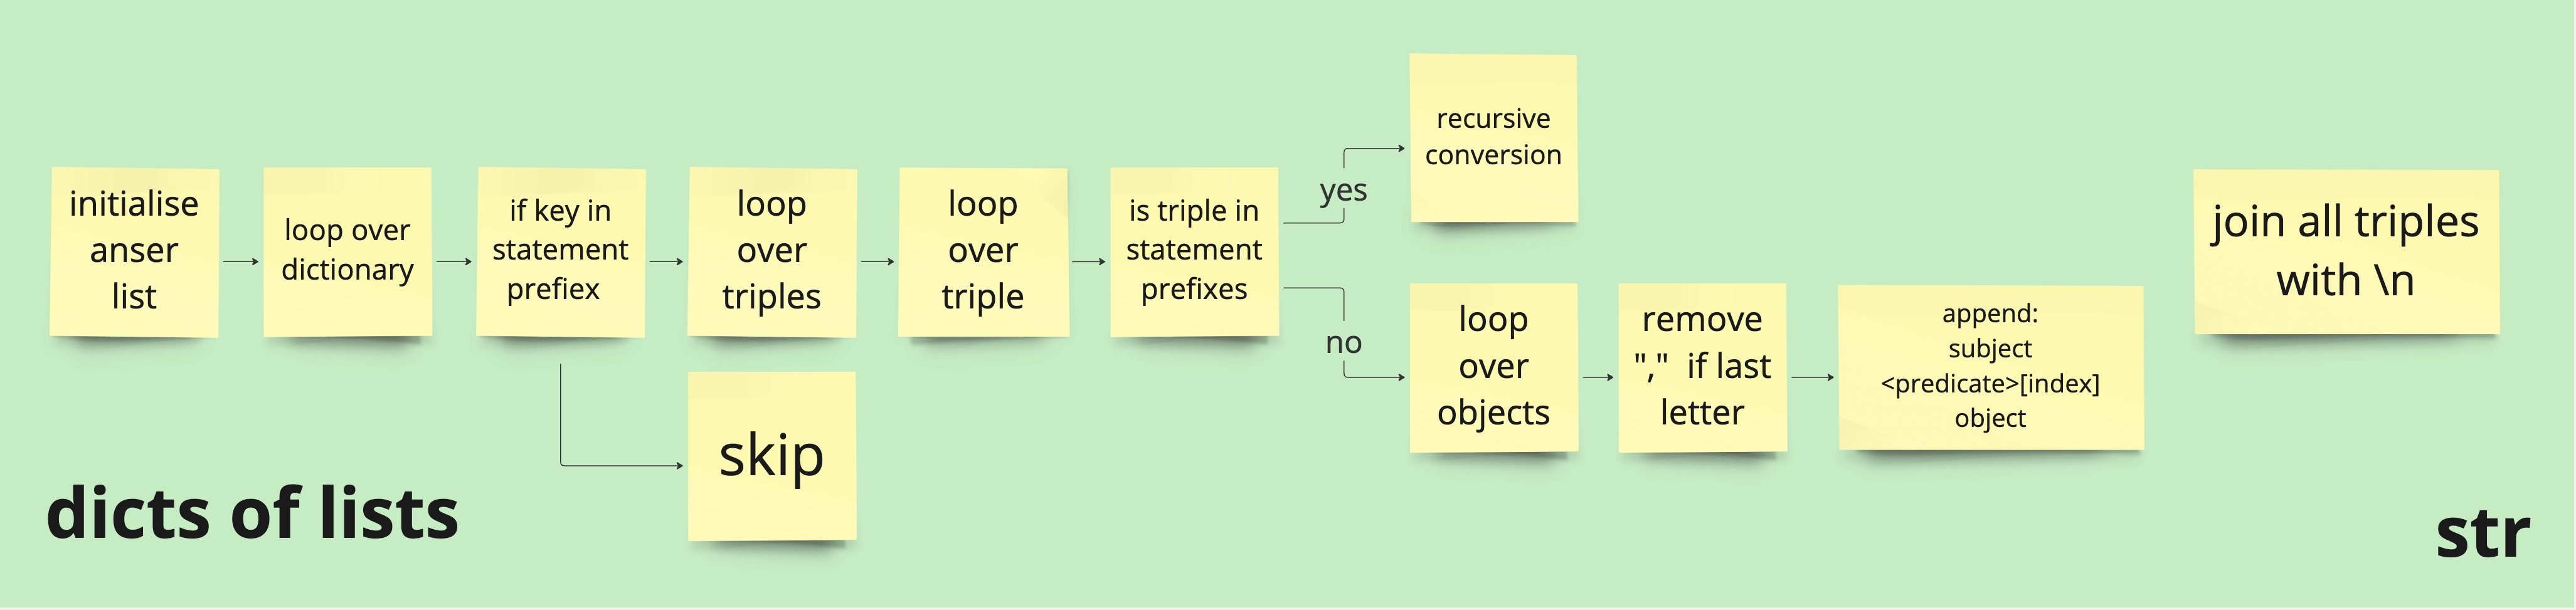 initialise
anser
list
loop over
dictionary
if key in
statement
prefiex
skip
loop
over
triples
loop
over
triple
is triple in
statement
prefixes
yes
recursive
conversion
no
loop
over
objects
remove
"," if last
letter
append:
subject
<predicate>[index]
object
join all triples
with \n
dicts of lists
str